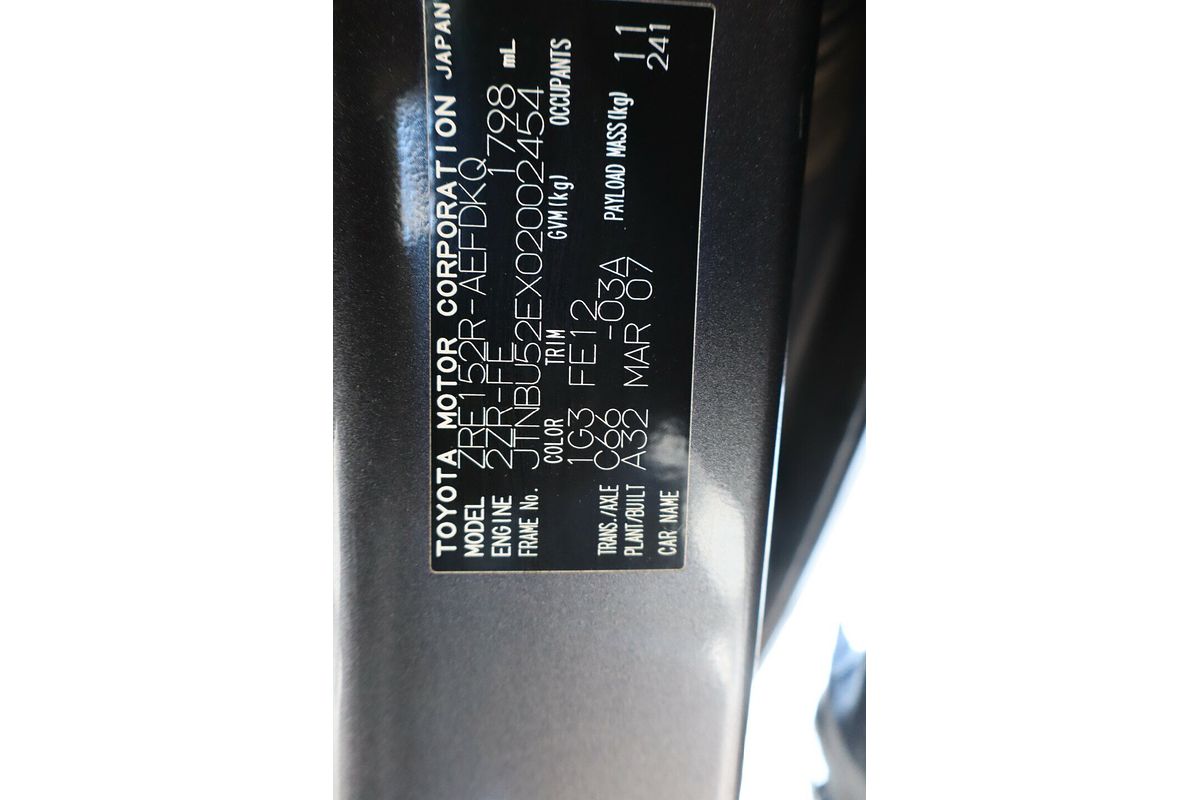 TOYOTA MOTOR CORPORATION JAPAN
MODEL ZRE152R-AEFDKQ
ENGINE 2ZR-FE 1798 mL
FRAME No. JTNBU52EX02002454
COLOR TRIM GVM(kg) OCCUPANTS
1G3 FE12
TRANS./AXLE C66 -03A PAYLOAD MASS(kg) 11
PLANT/BUILT A32 MAR 07 241
CAR NAME